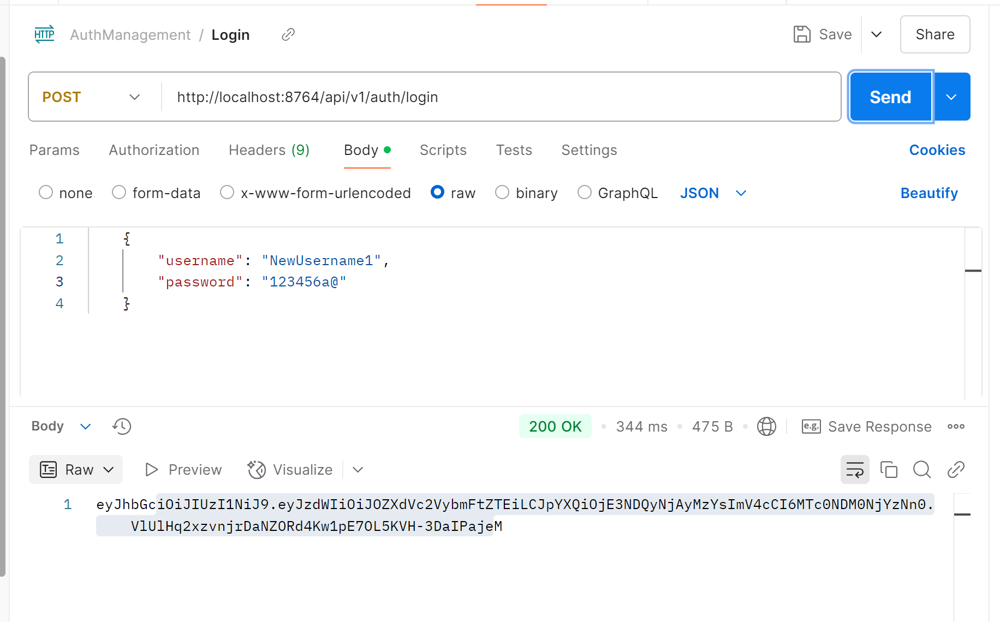 HTTP AuthManagement / Login Save Share
POST http://localhost:8764/api/v1/auth/login Send
Params Authorization Headers (9) Body Scripts Tests Settings Cookies
none form-data x-www-form-urlencoded raw binary GraphQL JSON Beautify
1 {
2 "username": "NewUsername1",
3 "password": "123456a@"
4 }
Body 200 OK 344 ms 475 B e.g. Save Response
Raw Preview Visualize
1 eyJhbGciOiJIUzI1NiJ9.eyJzdWIiOiJOZXdVc2VybmFtZTEiLCJpYXQiOjE3NDQyNjAyMzYsImV4cCI6MTc0NDM0NjYzNn0.
VlUlHq2xzvnjrDaNZORd4Kw1pE7OL5KVH-3DaIPajeM